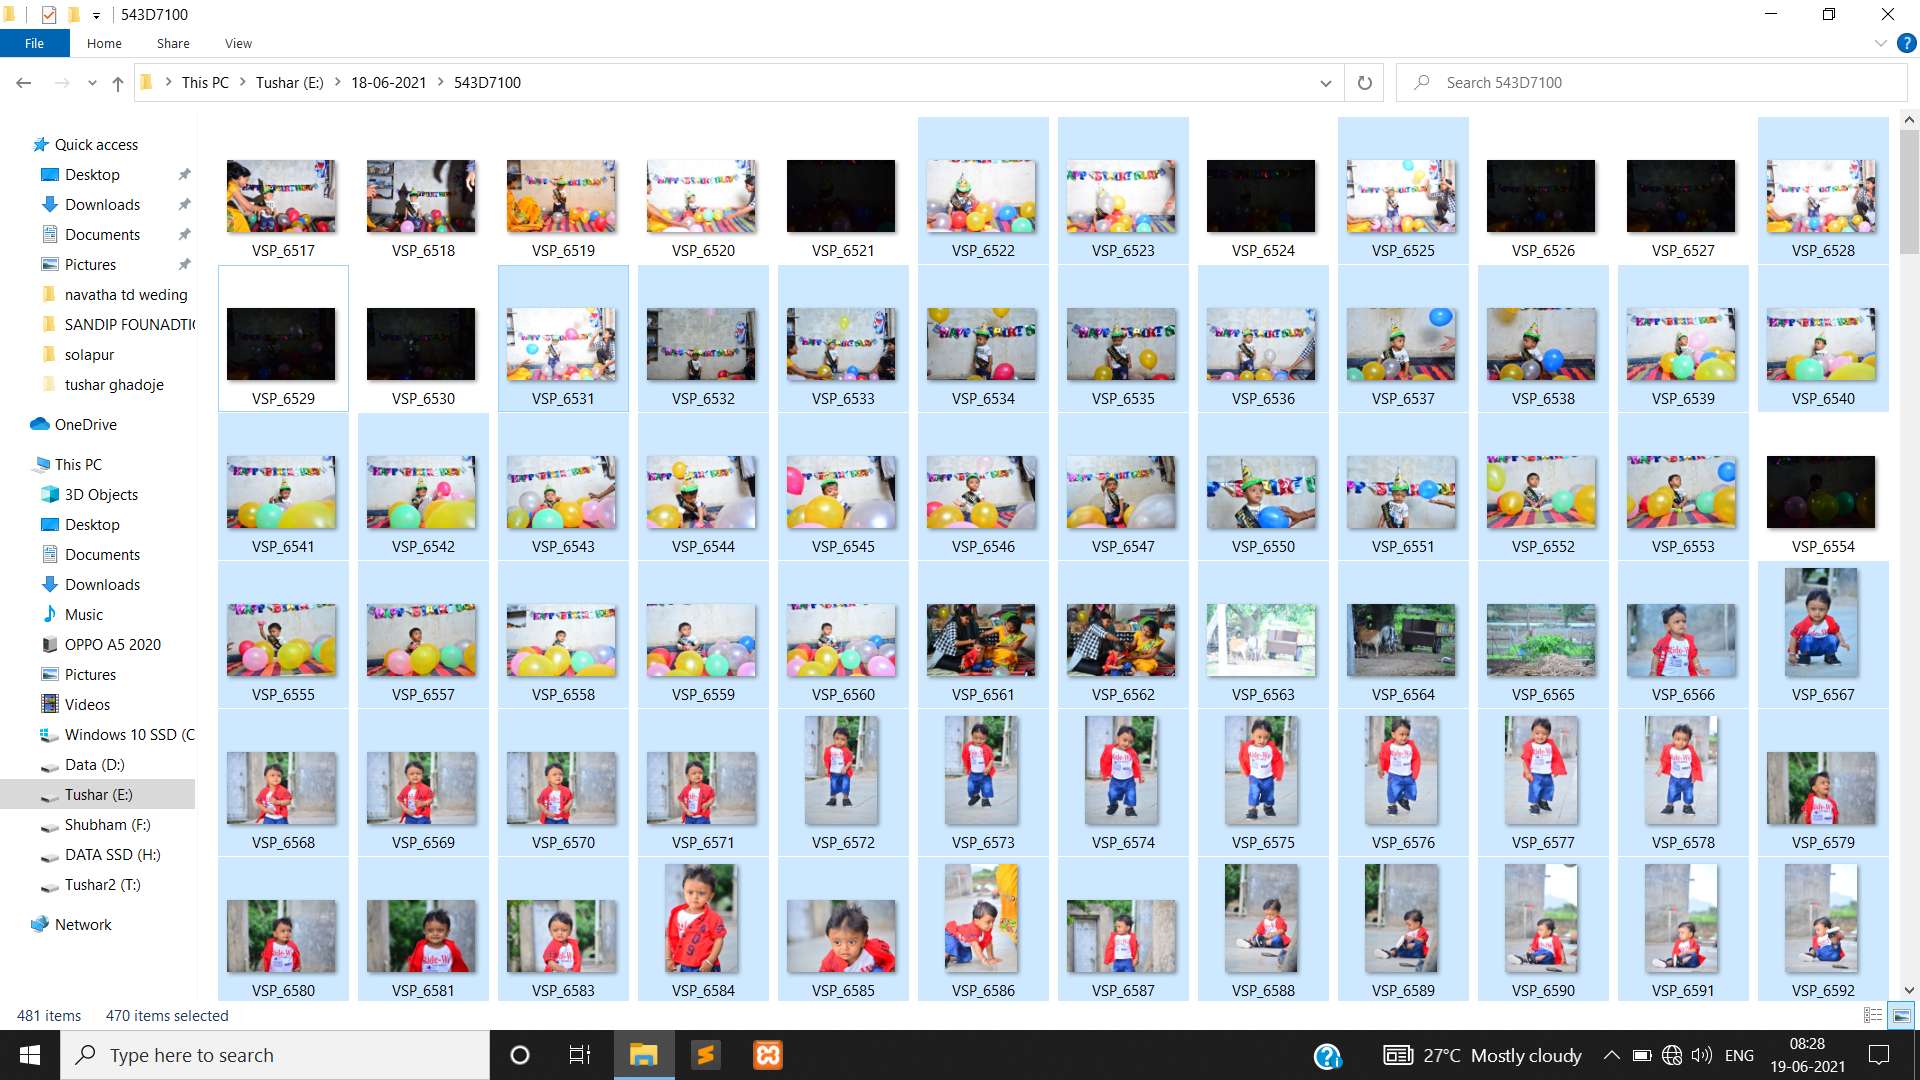 543D7100
File Home Share View
This PC Tushar (E:) 18-06-2021 543D7100
Search 543D7100
Quick access
Desktop
Downloads
Documents
Pictures
navatha td weding
SANDIP FOUNADTI
solapur
tushar ghadoje
OneDrive
This PC
3D Objects
Desktop
Documents
Downloads
Music
OPPO A5 2020
Pictures
Videos
Windows 10 SSD (C
Data (D:)
Tushar (E:)
Shubham (F:)
DATA SSD (H:)
Tushar2 (T:)
Network
VSP_6517 VSP_6518 VSP_6519 VSP_6520 VSP_6521 VSP_6522 VSP_6523 VSP_6524 VSP_6525 VSP_6526 VSP_6527 VSP_6528
VSP_6529 VSP_6530 VSP_6531 VSP_6532 VSP_6533 VSP_6534 VSP_6535 VSP_6536 VSP_6537 VSP_6538 VSP_6539 VSP_6540
VSP_6541 VSP_6542 VSP_6543 VSP_6544 VSP_6545 VSP_6546 VSP_6547 VSP_6550 VSP_6551 VSP_6552 VSP_6553 VSP_6554
VSP_6555 VSP_6557 VSP_6558 VSP_6559 VSP_6560 VSP_6561 VSP_6562 VSP_6563 VSP_6564 VSP_6565 VSP_6566 VSP_6567
VSP_6568 VSP_6569 VSP_6570 VSP_6571 VSP_6572 VSP_6573 VSP_6574 VSP_6575 VSP_6576 VSP_6577 VSP_6578 VSP_6579
VSP_6580 VSP_6581 VSP_6583 VSP_6584 VSP_6585 VSP_6586 VSP_6587 VSP_6588 VSP_6589 VSP_6590 VSP_6591 VSP_6592
481 items 470 items selected
Type here to search
27°C Mostly cloudy
ENG
08:28
19-06-2021